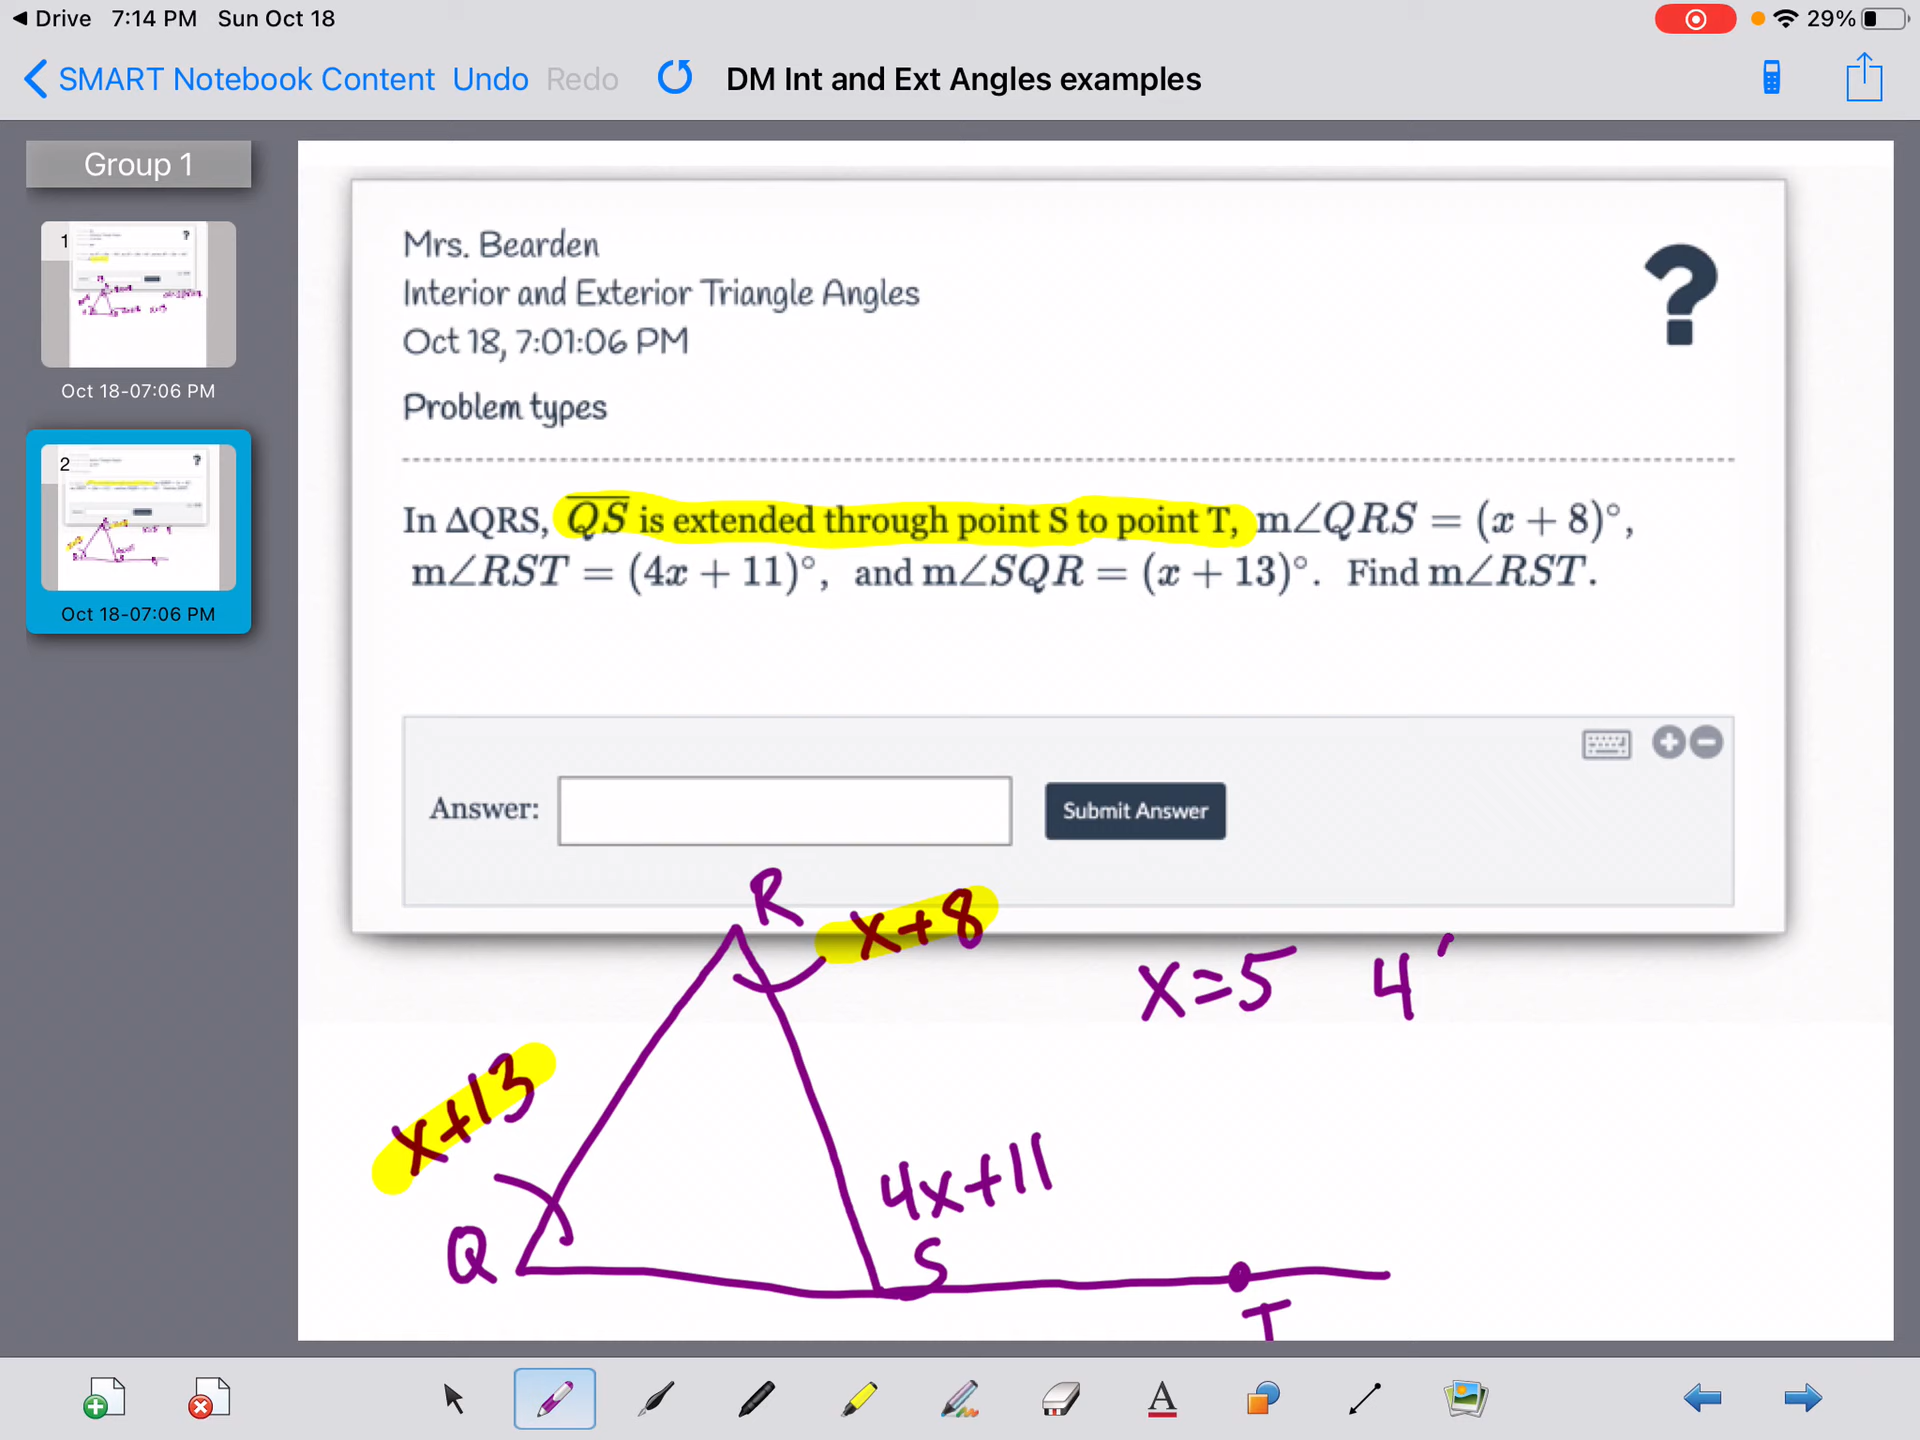 Drive 7:14 PM Sun Oct 18 29%
SMART Notebook Content Undo Redo DM Int and Ext Angles examples
Group 1
1
Oct 18-07:06 PM
2
Oct 18-07:06 PM
Mrs. Bearden
Interior and Exterior Triangle Angles
Oct 18, 7:01:06 PM
?
Problem types
In ΔQRS, Q̅S̅ is extended through point S to point T, m∠QRS = (x + 8)°,
m∠RST = (4x + 11)°, and m∠SQR = (x + 13)°. Find m∠RST.
Answer: Submit Answer
R
x+8
x=5 4
x+13
4x+11
Q
S
T
A